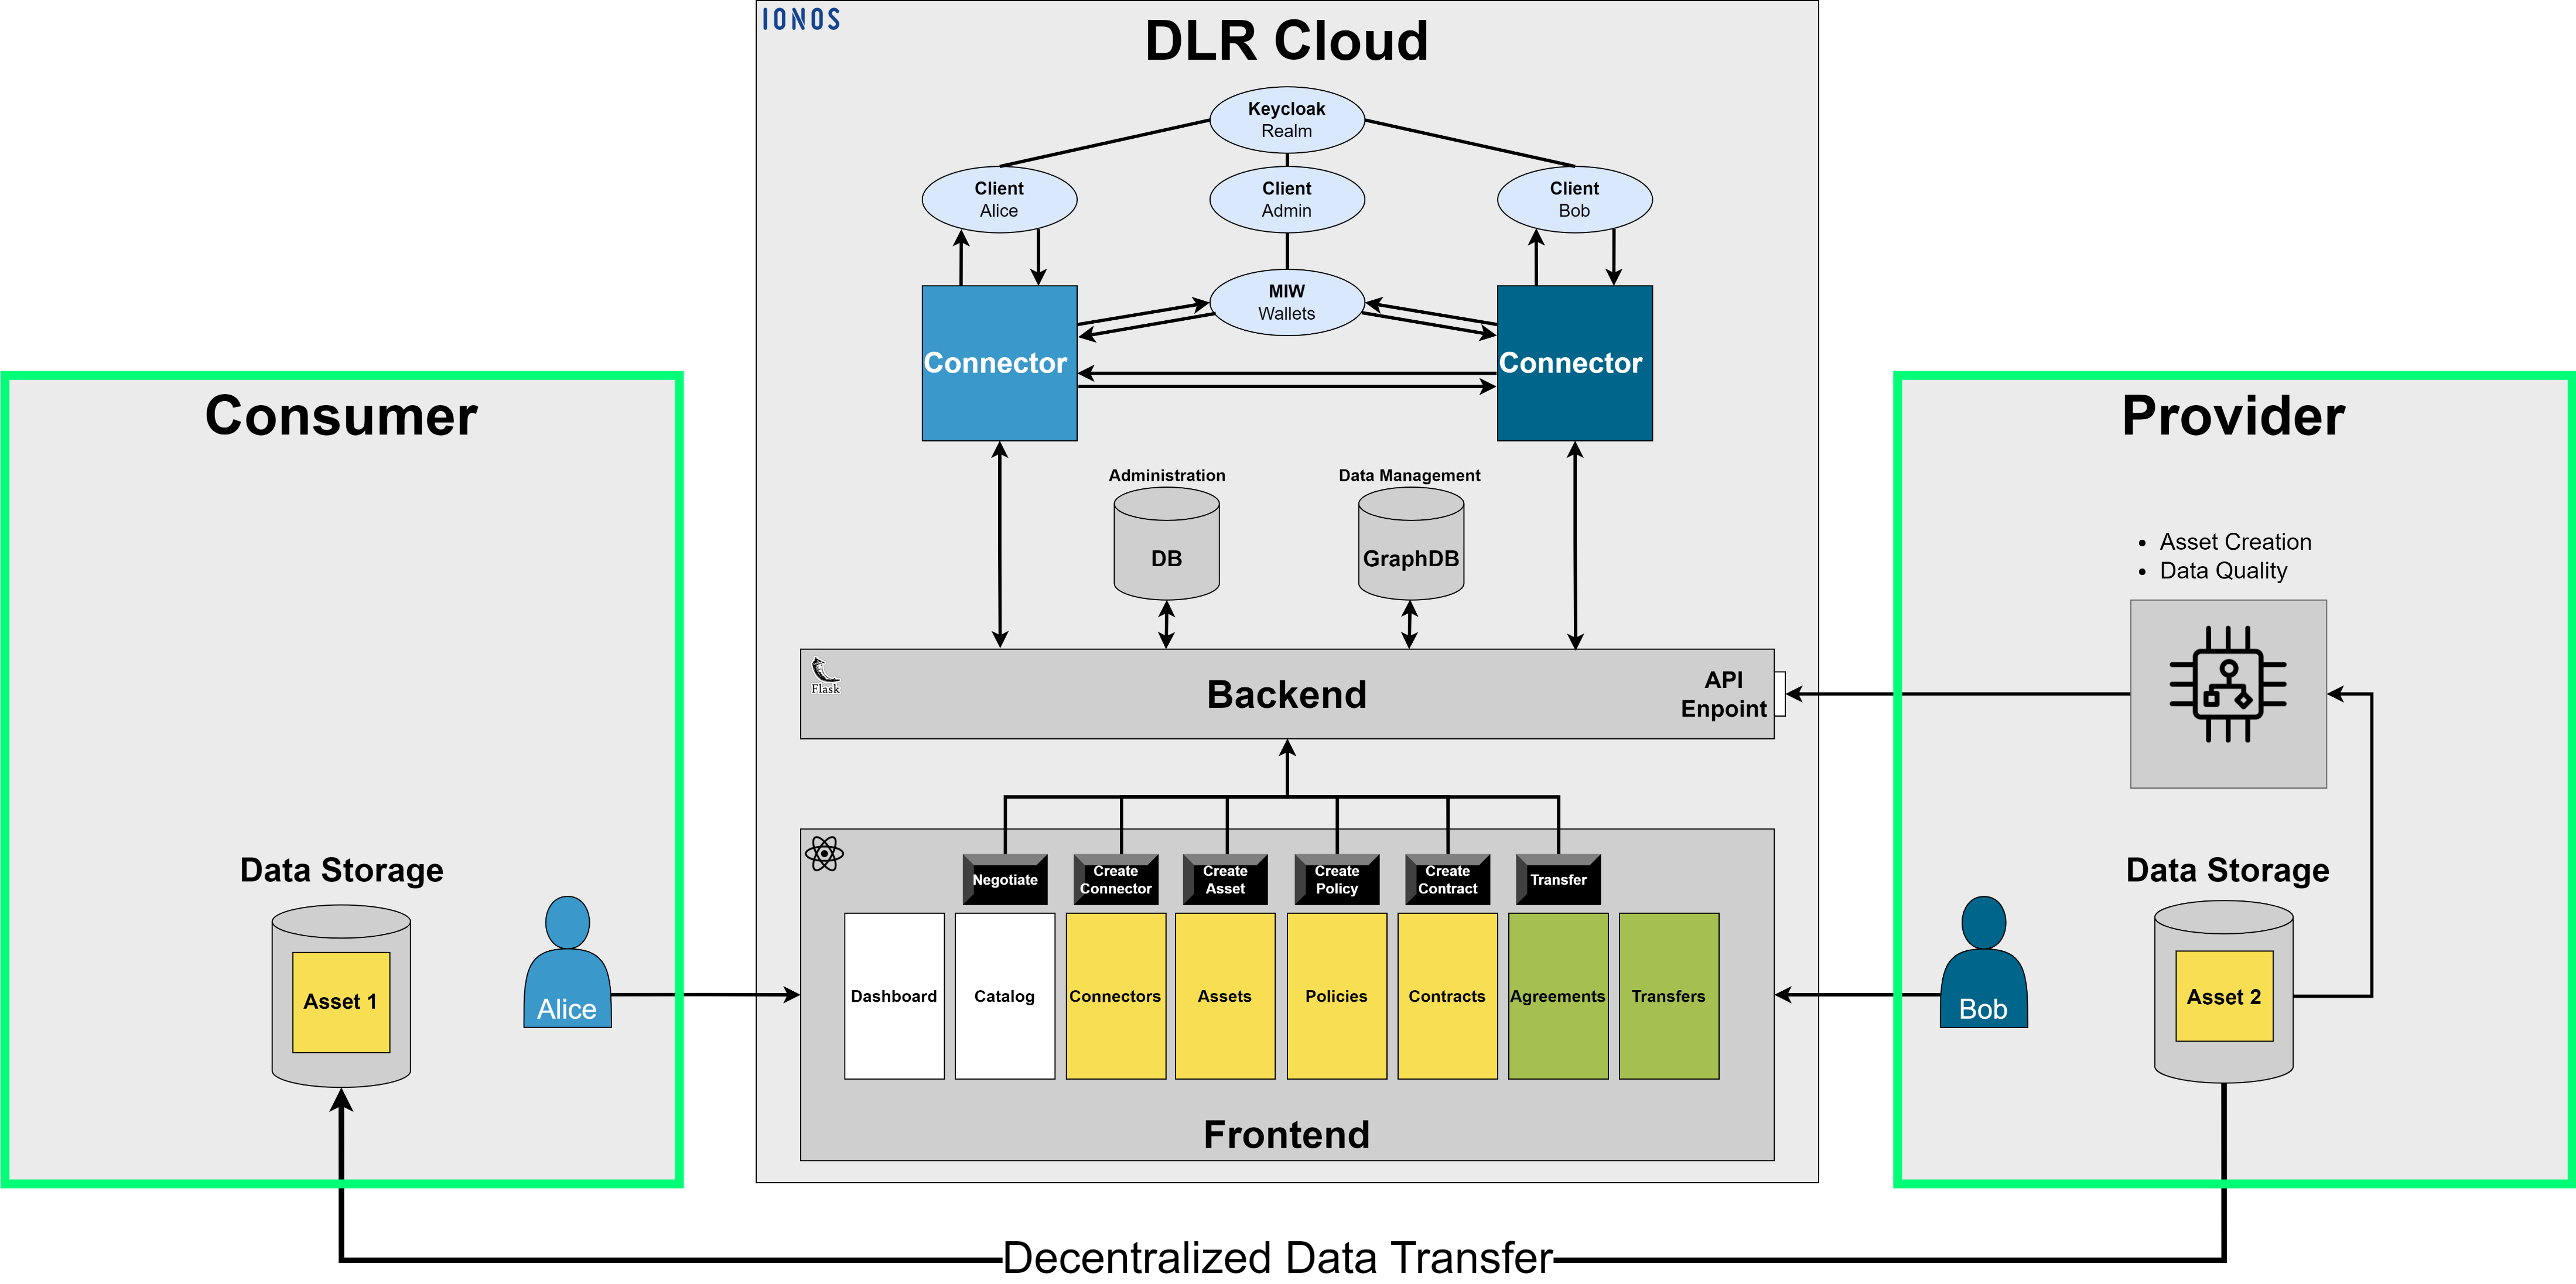 IONOS
DLR Cloud
Keycloak
Realm
Client
Alice
Client
Admin
Client
Bob
MIW
Wallets
Connector
Connector
Consumer
Provider
Administration
Data Management
DB
GraphDB
• Asset Creation
• Data Quality
Flask
Backend
API
Enpoint
Negotiate
Create
Connector
Create
Asset
Create
Policy
Create
Contract
Transfer
Data Storage
Data Storage
Asset 1
Alice
Dashboard
Catalog
Connectors
Assets
Policies
Contracts
Agreements
Transfers
Bob
Asset 2
Frontend
Decentralized Data Transfer